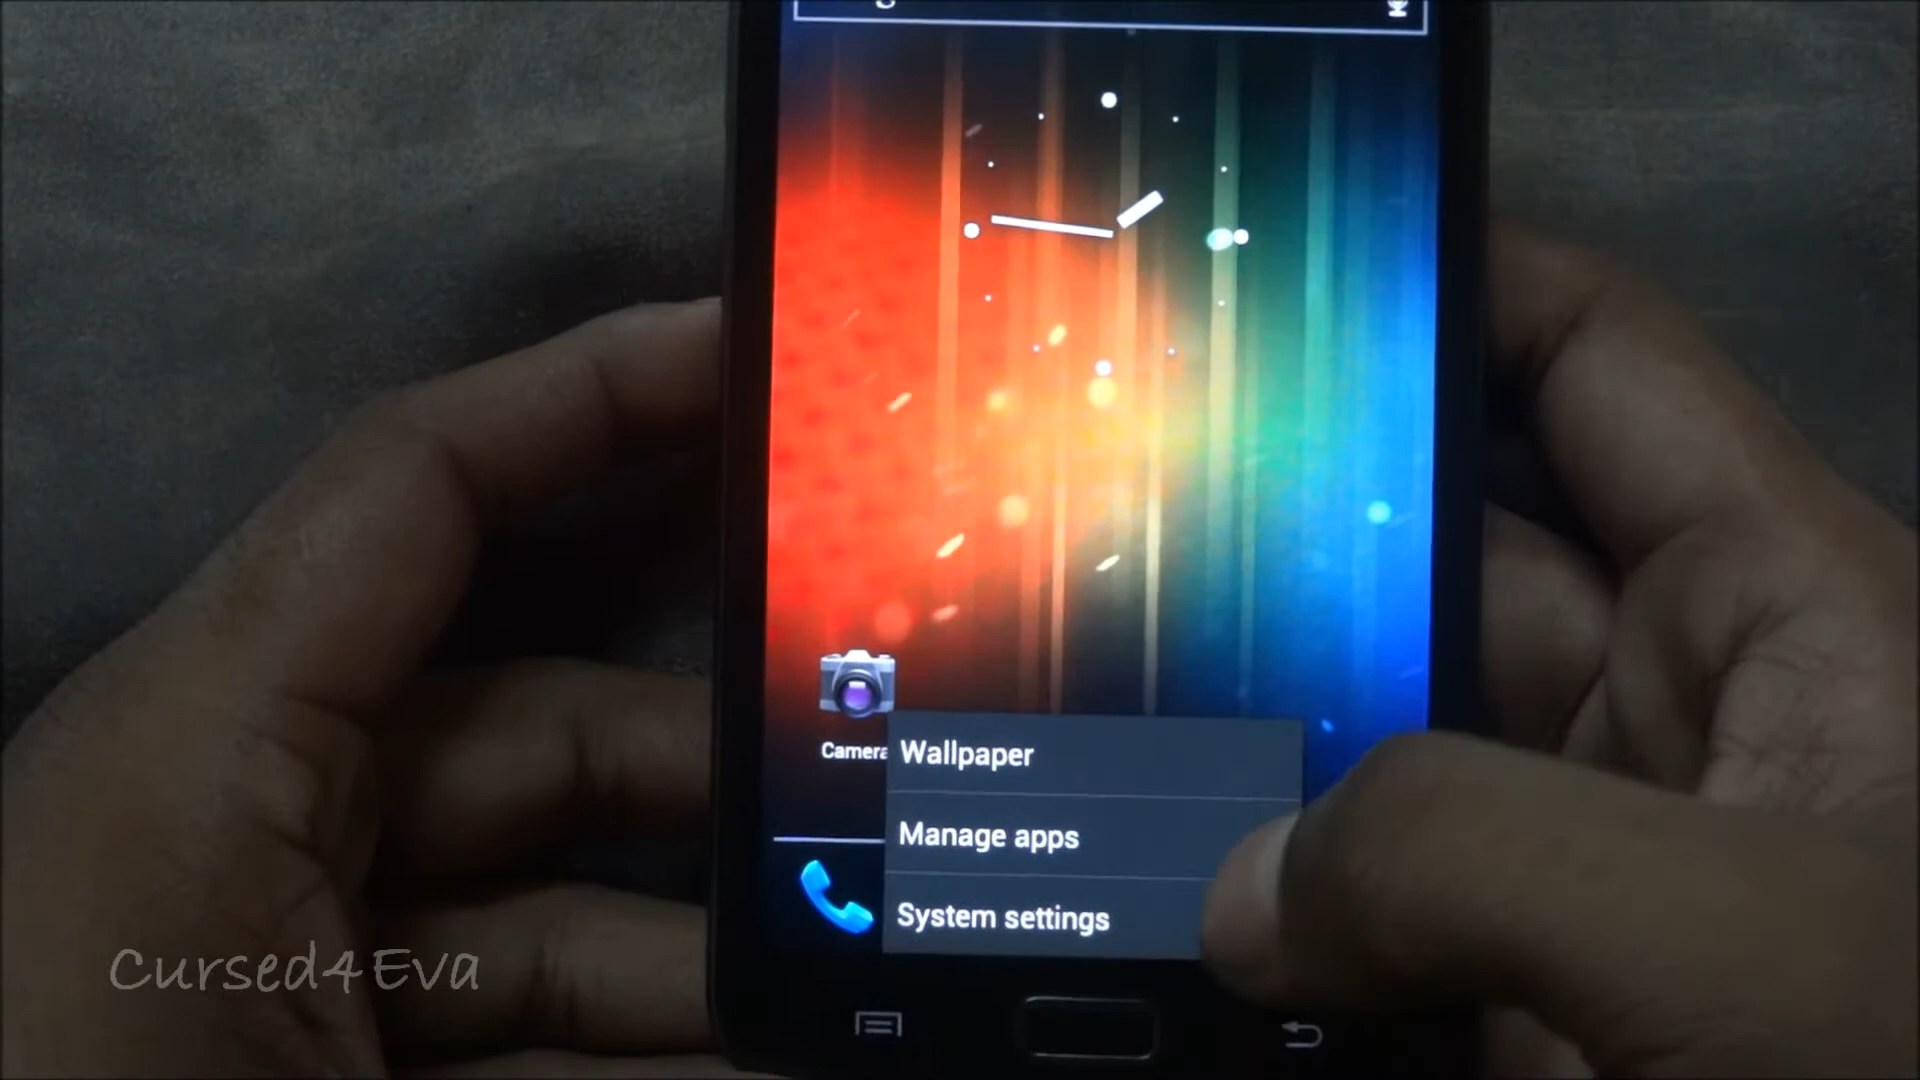 Camera
Wallpaper
Manage apps
System settings
Cursed4Eva